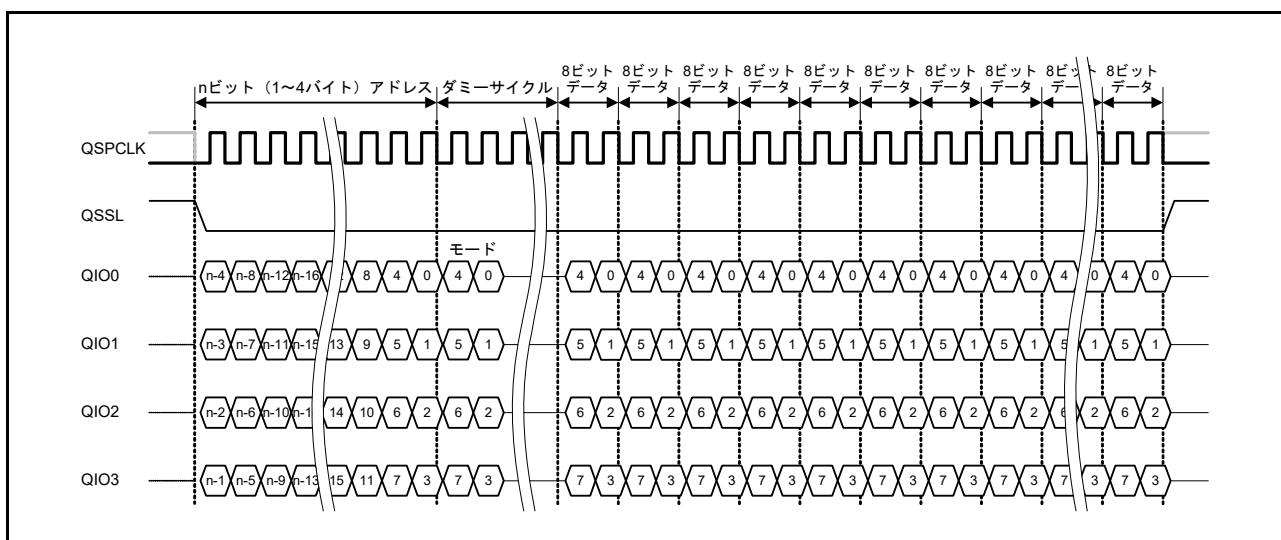 8ビット 8ビット 8ビット 8ビット 8ビット 8ビット 8ビット 8ビット 8ビット 8ビット
nビット（1～4バイト）アドレス ダミーサイクル データ データ データ データ データ データ データ データ データ データ
QSPCLK
QSSL
モード
QIO0 n-4 n-8 n-12 n-16 8 4 0 4 0 4 0 4 0 4 0 4 0 4 0 4 0 4 0 4 0 4 0 4 0
QIO1 n-3 n-7 n-11 n-15 13 9 5 1 5 1 5 1 5 1 5 1 5 1 5 1 5 1 5 1 5 1 5 1 5 1
QIO2 n-2 n-6 n-10 n-1 14 10 6 2 6 2 6 2 6 2 6 2 6 2 6 2 6 2 6 2 6 2 6 2 6 2
QIO3 n-1 n-5 n-9 n-13 15 11 7 3 7 3 7 3 7 3 7 3 7 3 7 3 7 3 7 3 7 3 7 3 7 3